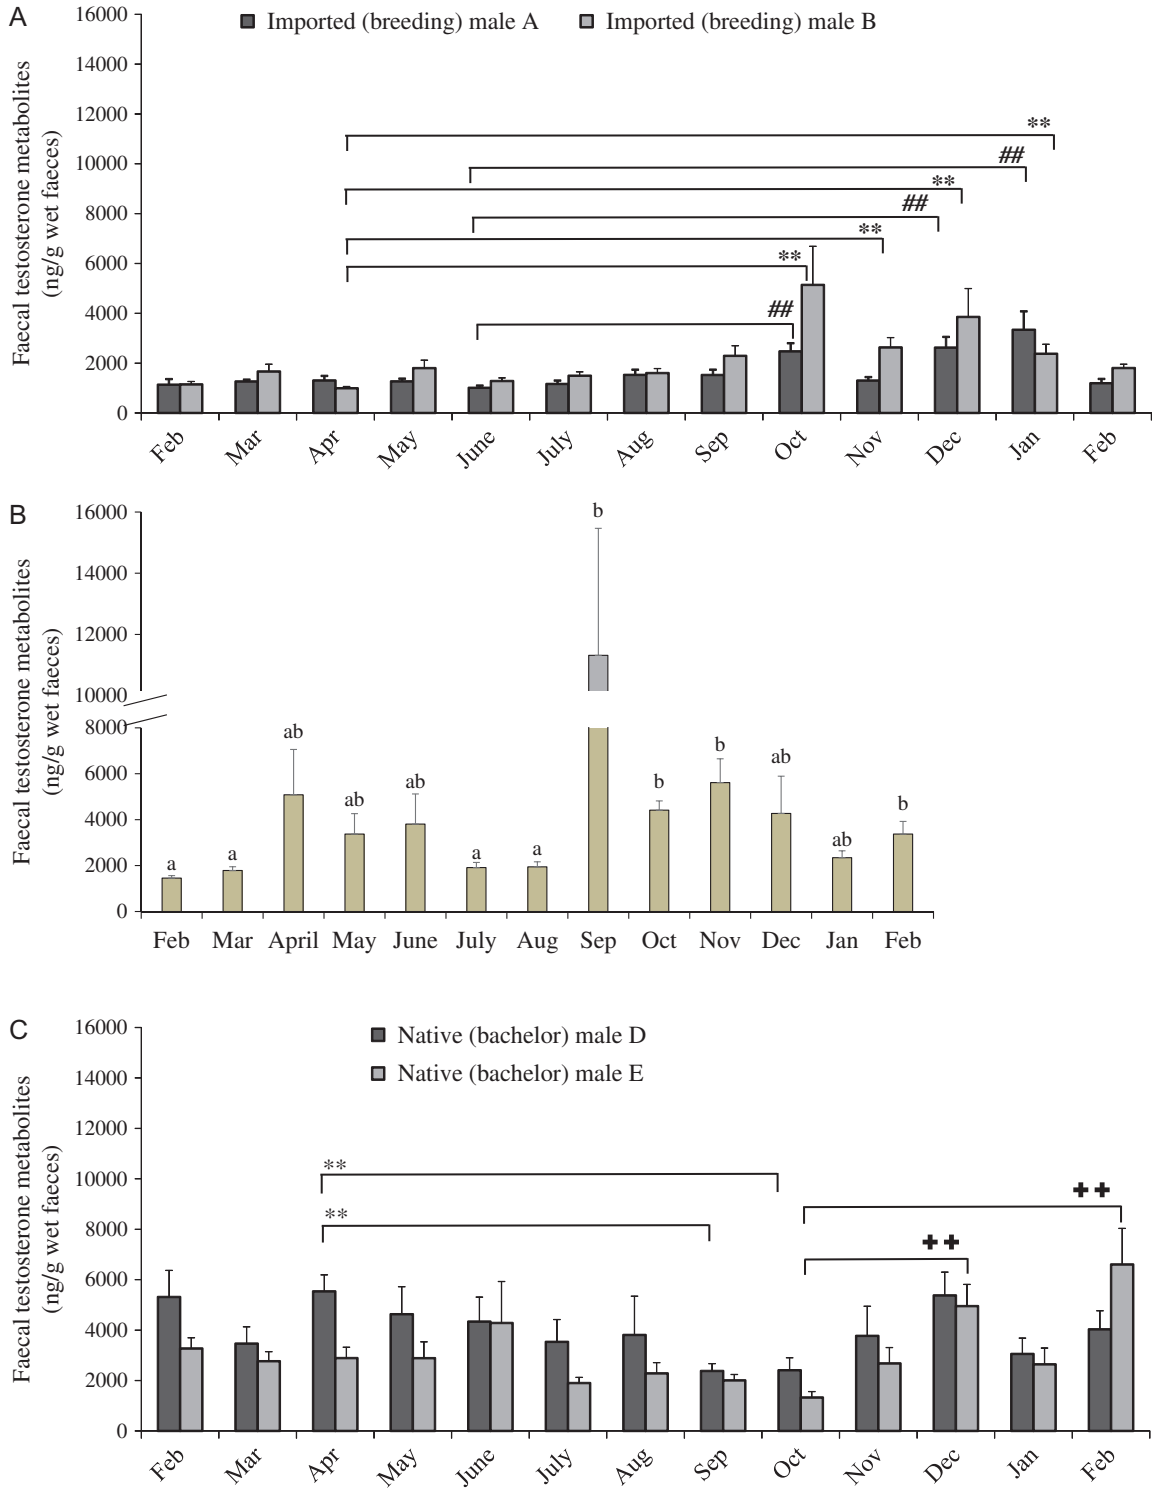 A
Faecal testosterone metabolites
(ng/g wet faeces)
Imported (breeding) male A
Imported (breeding) male B
16000
14000
12000
10000
8000
6000
4000
2000
0
**
##
**
##
**
**
##
Feb Mar Apr May June July Aug Sep Oct Nov Dec Jan Feb
B
Faecal testosterone metabolites
(ng/g wet faeces)
16000
14000
12000
10000
8000
6000
4000
2000
0
a a ab ab ab a a b b b ab ab b
Feb Mar April May June July Aug Sep Oct Nov Dec Jan Feb
C
Faecal testosterone metabolites
(ng/g wet faeces)
Native (bachelor) male D
Native (bachelor) male E
16000
14000
12000
10000
8000
6000
4000
2000
0
**
++
**
++
Feb Mar Apr May June July Aug Sep Oct Nov Dec Jan Feb